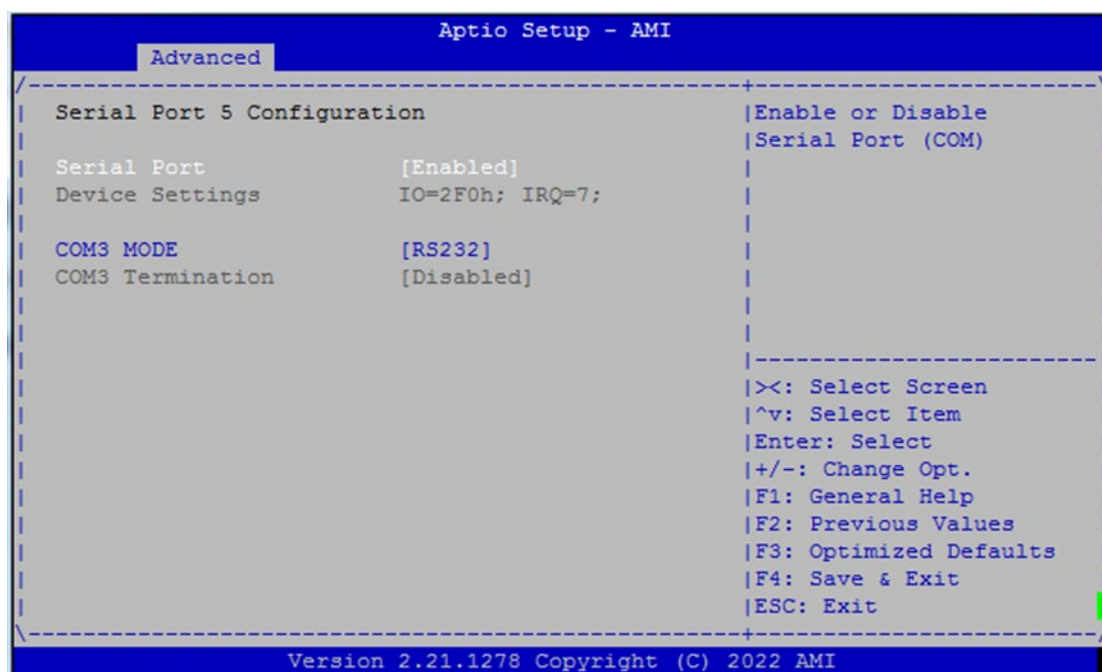 Aptio Setup - AMI
Advanced
Serial Port 5 Configuration
Serial Port [Enabled]
Device Settings IO=2F0h; IRQ=7;
COM3 MODE [RS232]
COM3 Termination [Disabled]
Enable or Disable
Serial Port (COM)
><: Select Screen
^v: Select Item
Enter: Select
+/-: Change Opt.
F1: General Help
F2: Previous Values
F3: Optimized Defaults
F4: Save & Exit
ESC: Exit
Version 2.21.1278 Copyright (C) 2022 AMI